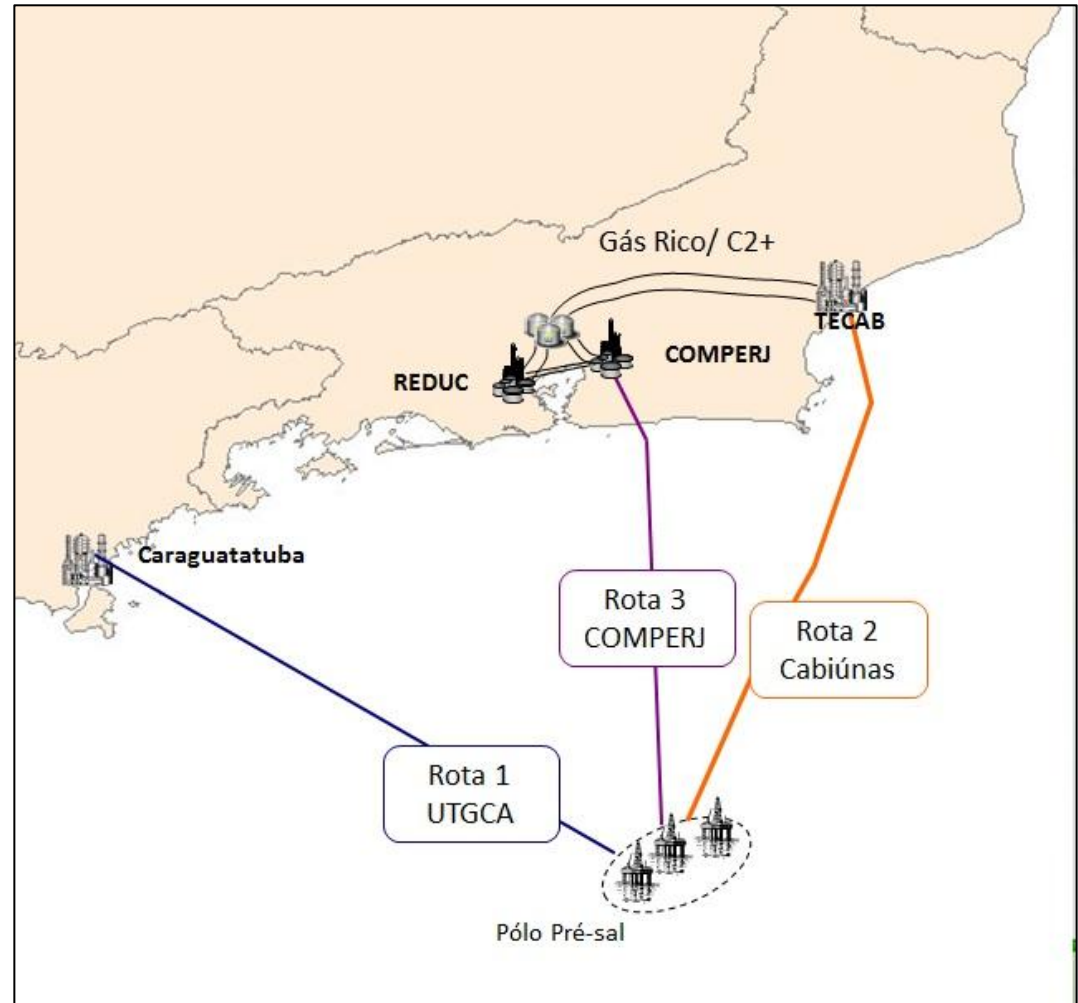 Gás Rico/ C2+
TECAB
COMPERJ
REDUC
Caraguatatuba
Rota 3
COMPERJ
Rota 2
Cabiúnas
Rota 1
UTGCA
Pólo Pré-sal